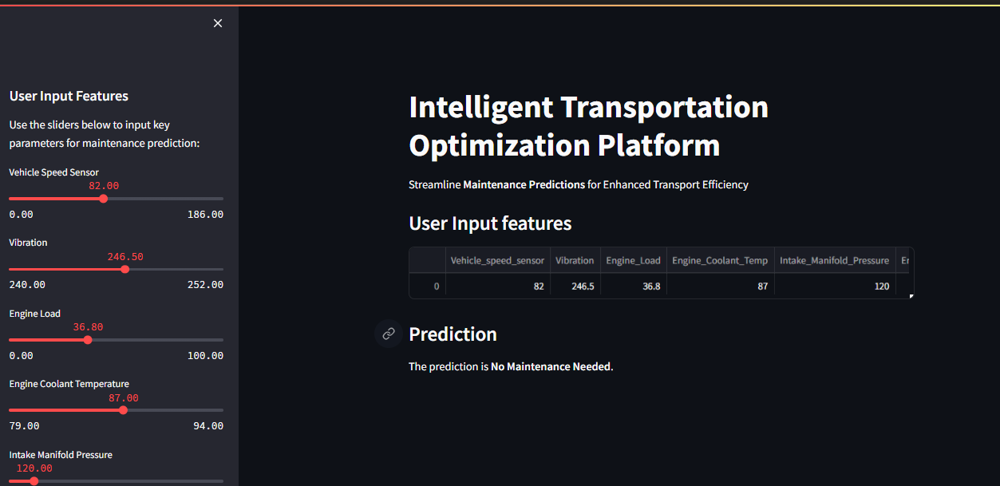 User Input Features
Use the sliders below to input key
parameters for maintenance prediction:
Vehicle Speed Sensor
82.00
0.00 186.00
Vibration
246.50
240.00 252.00
Engine Load
36.80
0.00 100.00
Engine Coolant Temperature
87.00
79.00 94.00
Intake Manifold Pressure
120.00
Intelligent Transportation
Optimization Platform
Streamline Maintenance Predictions for Enhanced Transport Efficiency
User Input features
Vehicle_speed_sensor Vibration Engine_Load Engine_Coolant_Temp Intake_Manifold_Pressure
0 82 246.5 36.8 87 120
Prediction
The prediction is No Maintenance Needed.